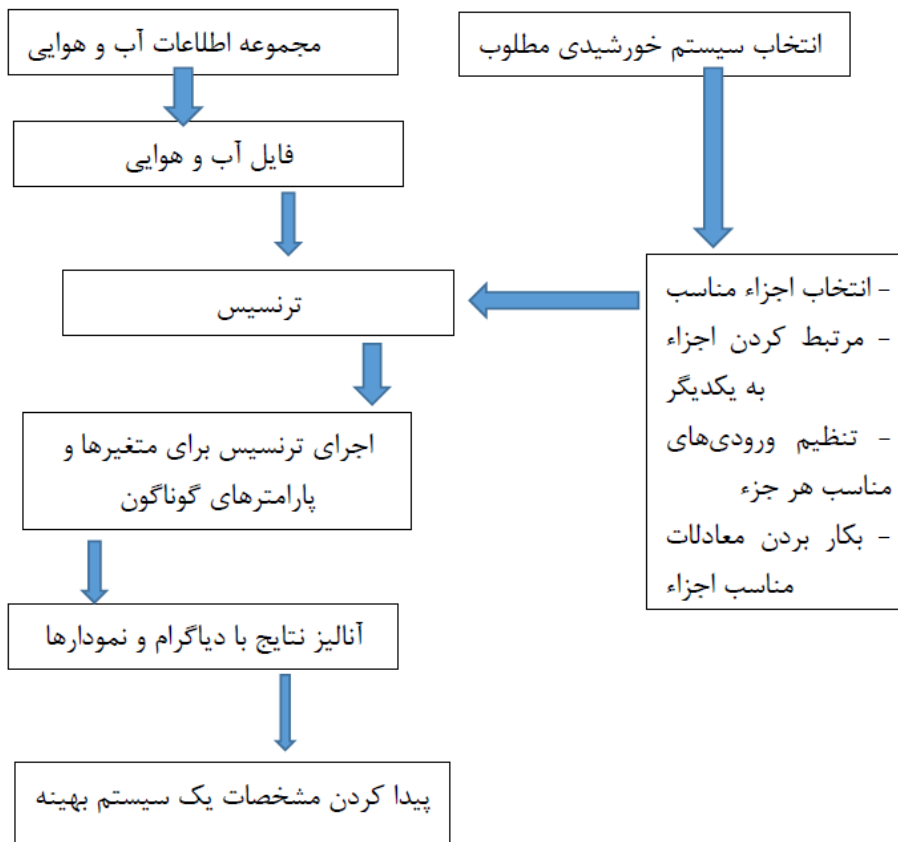 مجموعه اطلاعات آب و هوایی
انتخاب سیستم خورشیدی مطلوب
فایل آب و هوایی
ترنسیس
- انتخاب اجزاء مناسب
- مرتبط کردن اجزاء
به یکدیگر
- تنظیم ورودی‌های
مناسب هر جزء
- بکار بردن معادلات
مناسب اجزاء
اجرای ترنسیس برای متغیرها و
پارامترهای گوناگون
آنالیز نتایج با دیاگرام و نمودارها
پیدا کردن مشخصات یک سیستم بهینه